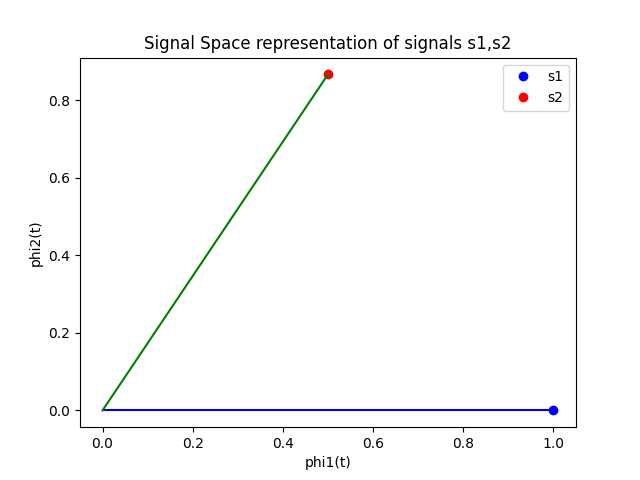 Signal Space representation of signals s1,s2
s1
s2
phi2(t)
0.8
0.6
0.4
0.2
0.0
0.0 0.2 0.4 0.6 0.8 1.0
phi1(t)